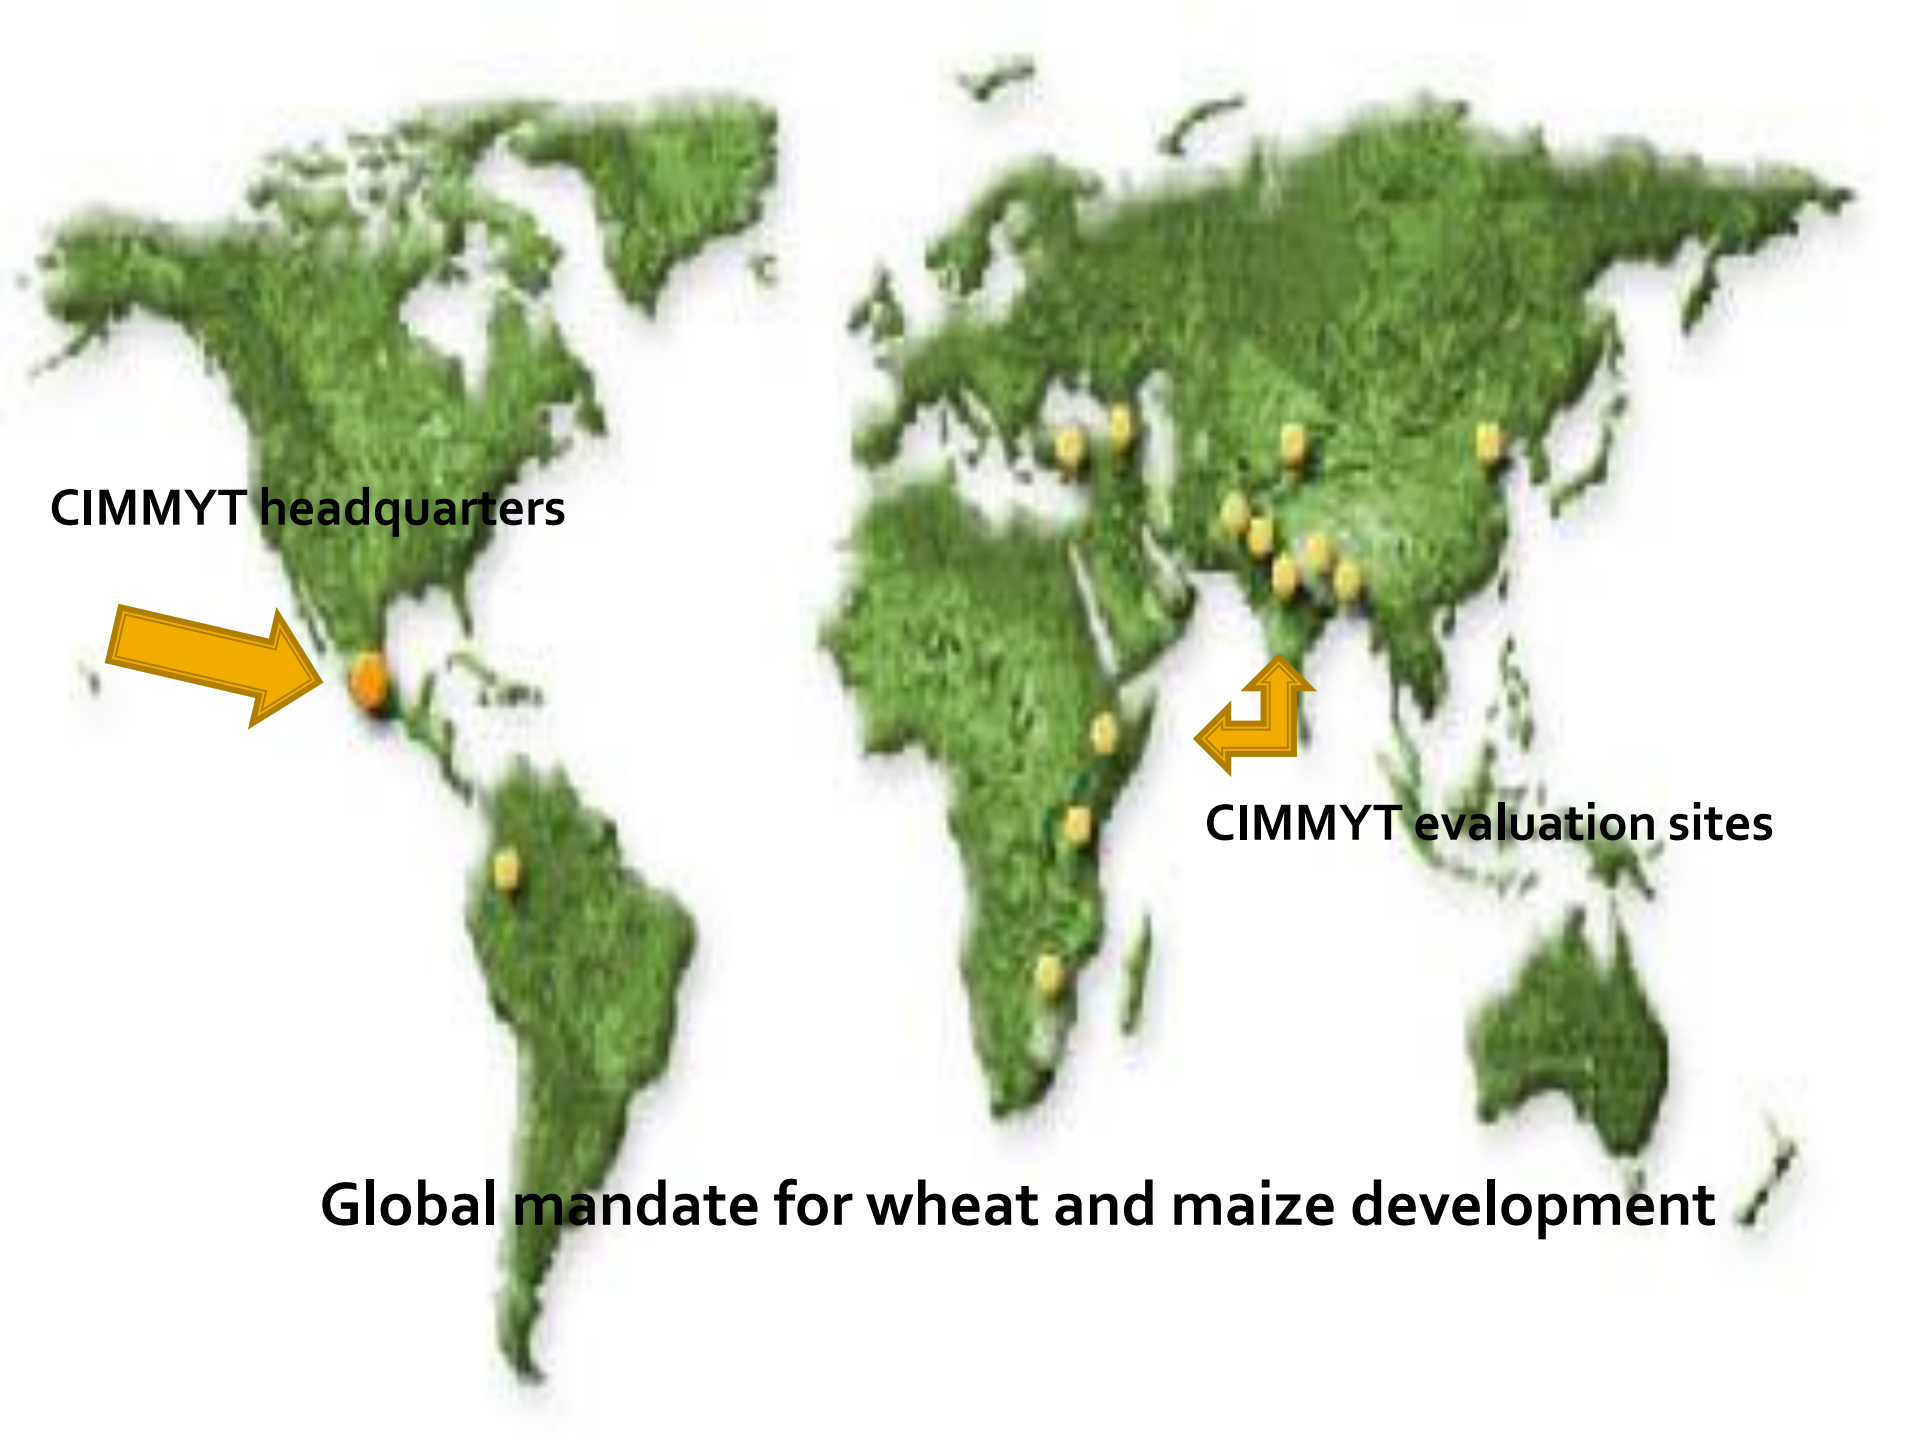 CIMMYT headquarters
CIMMYT evaluation sites
Global mandate for wheat and maize development